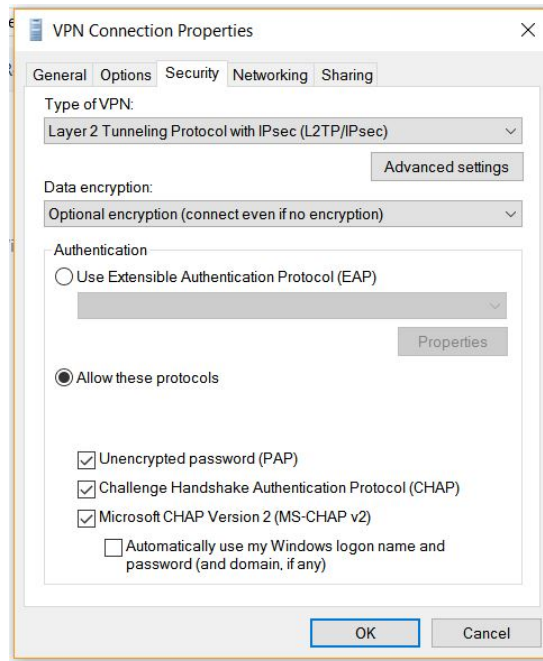 VPN Connection Properties
General Options Security Networking Sharing
Type of VPN:
Layer 2 Tunneling Protocol with IPsec (L2TP/IPsec)
Advanced settings
Data encryption:
Optional encryption (connect even if no encryption)
Authentication
Use Extensible Authentication Protocol (EAP)
Properties
Allow these protocols
Unencrypted password (PAP)
Challenge Handshake Authentication Protocol (CHAP)
Microsoft CHAP Version 2 (MS-CHAP v2)
Automatically use my Windows logon name and
password (and domain, if any)
OK Cancel